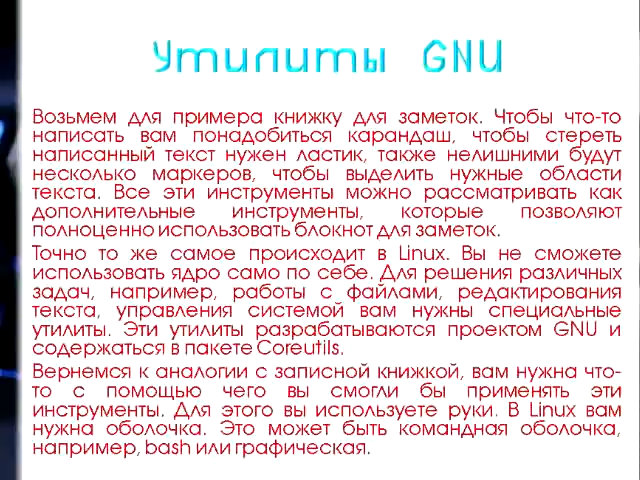 Утилиты GNU
Возьмем для примера книжку для заметок. Чтобы что-то
написать вам понадобиться карандаш, чтобы стереть
написанный текст нужен ластик, также нелишними будут
несколько маркеров, чтобы выделить нужные области
текста. Все эти инструменты можно рассматривать как
дополнительные инструменты, которые позволяют
полноценно использовать блокнот для заметок.
Точно то же самое происходит в Linux. Вы не сможете
использовать ядро само по себе. Для решения различных
задач, например, работы с файлами, редактирования
текста, управления системой вам нужны специальные
утилиты. Эти утилиты разрабатываются проектом GNU и
содержаться в пакете Coreutils.
Вернемся к аналогии с записной книжкой, вам нужна что-
то с помощью чего вы смогли бы применять эти
инструменты. Для этого вы используете руки. В Linux вам
нужна оболочка. Это может быть командная оболочка,
например, bash или графическая.